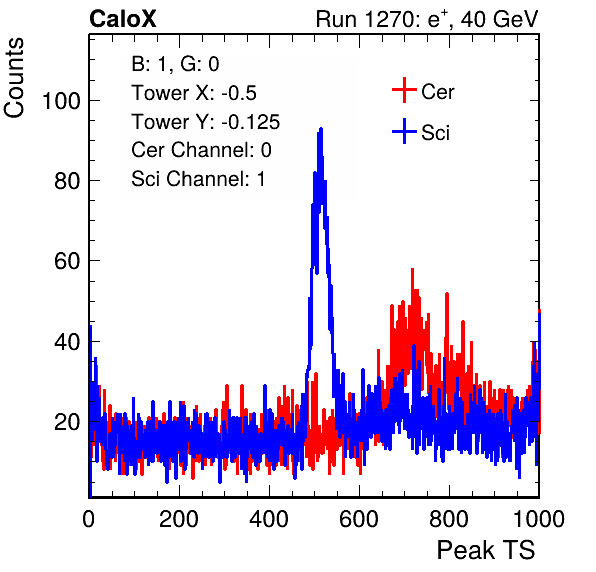 CaloX Run 1270: e+, 40 GeV
B: 1, G: 0
Tower X: -0.5
Tower Y: -0.125
Cer Channel: 0
Sci Channel: 1
Cer
Sci
Counts
100
80
60
40
20
0 200 400 600 800 1000
Peak TS